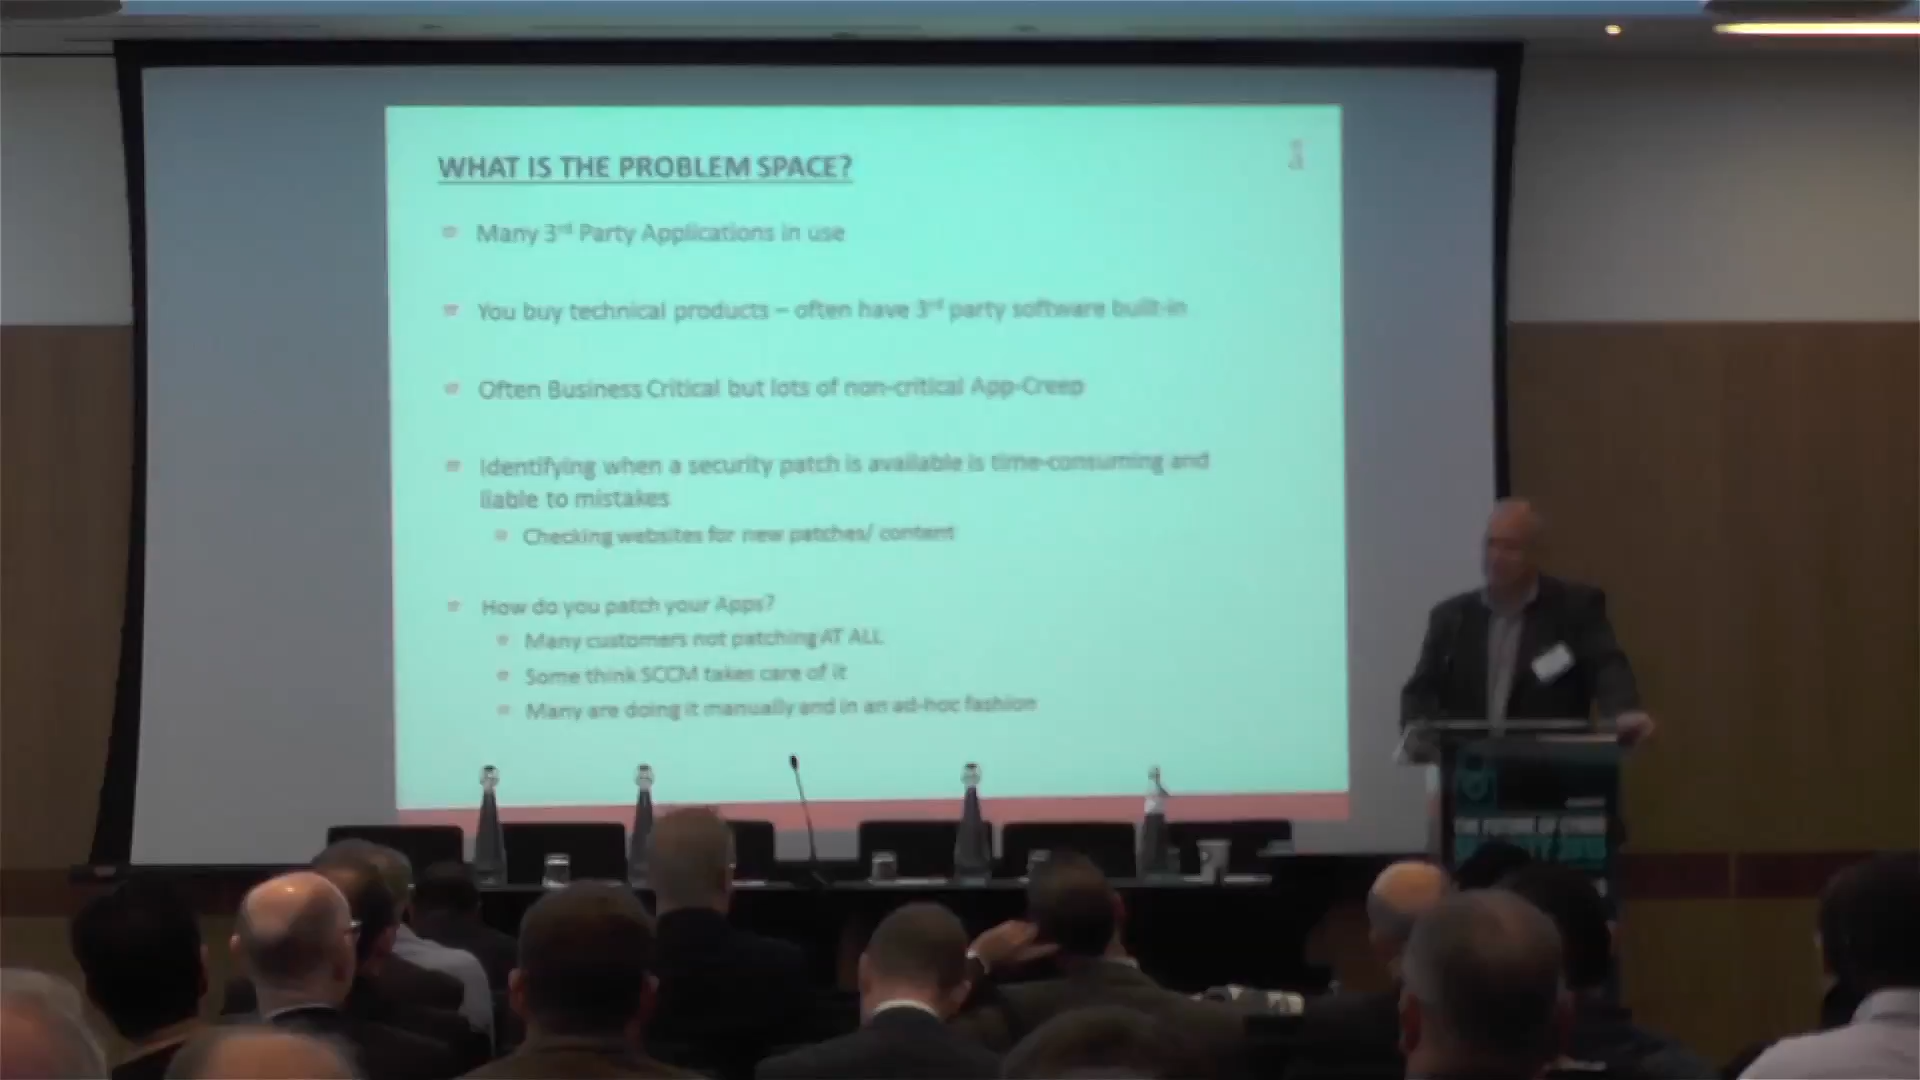 WHAT IS THE PROBLEM SPACE?
Many 3rd Party Applications in use
You buy technical products – often have 3rd party software built-in
Often Business Critical but lots of non-critical App-Creep
Identifying when a security patch is available is time-consuming and
liable to mistakes
Checking websites for new patches/ content
How do you patch your Apps?
Many customers not patching AT ALL
Some think SCCM takes care of it
Many are doing it manually and in an ad-hoc fashion
THE FUTURE OF CYBER